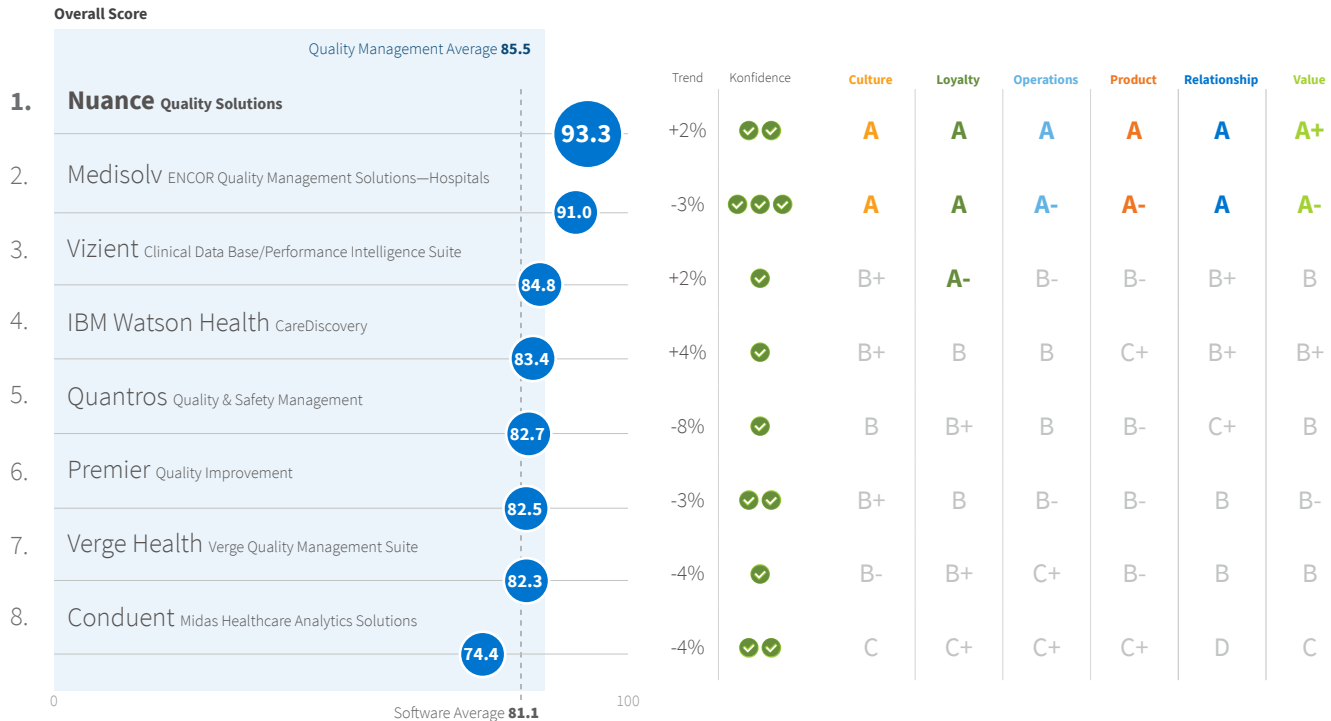 Overall Score
Quality Management Average 85.5
Trend Konfidence Culture Loyalty Operations Product Relationship Value
1. Nuance Quality Solutions
93.3 +2% A A A A A A+
2. Medisolv ENCOR Quality Management Solutions—Hospitals
91.0 -3% A A A- A- A A-
3. Vizient Clinical Data Base/Performance Intelligence Suite
84.8 +2% B+ A- B- B- B+ B
4. IBM Watson Health CareDiscovery
83.4 +4% B+ B B C+ B+ B+
5. Quantros Quality & Safety Management
82.7 -8% B B+ B B- C+ B
6. Premier Quality Improvement
82.5 -3% B+ B B- B- B B-
7. Verge Health Verge Quality Management Suite
82.3 -4% B- B+ C+ B- B B
8. Conduent Midas Healthcare Analytics Solutions
74.4 -4% C C+ C+ C+ D C
0 100
Software Average 81.1